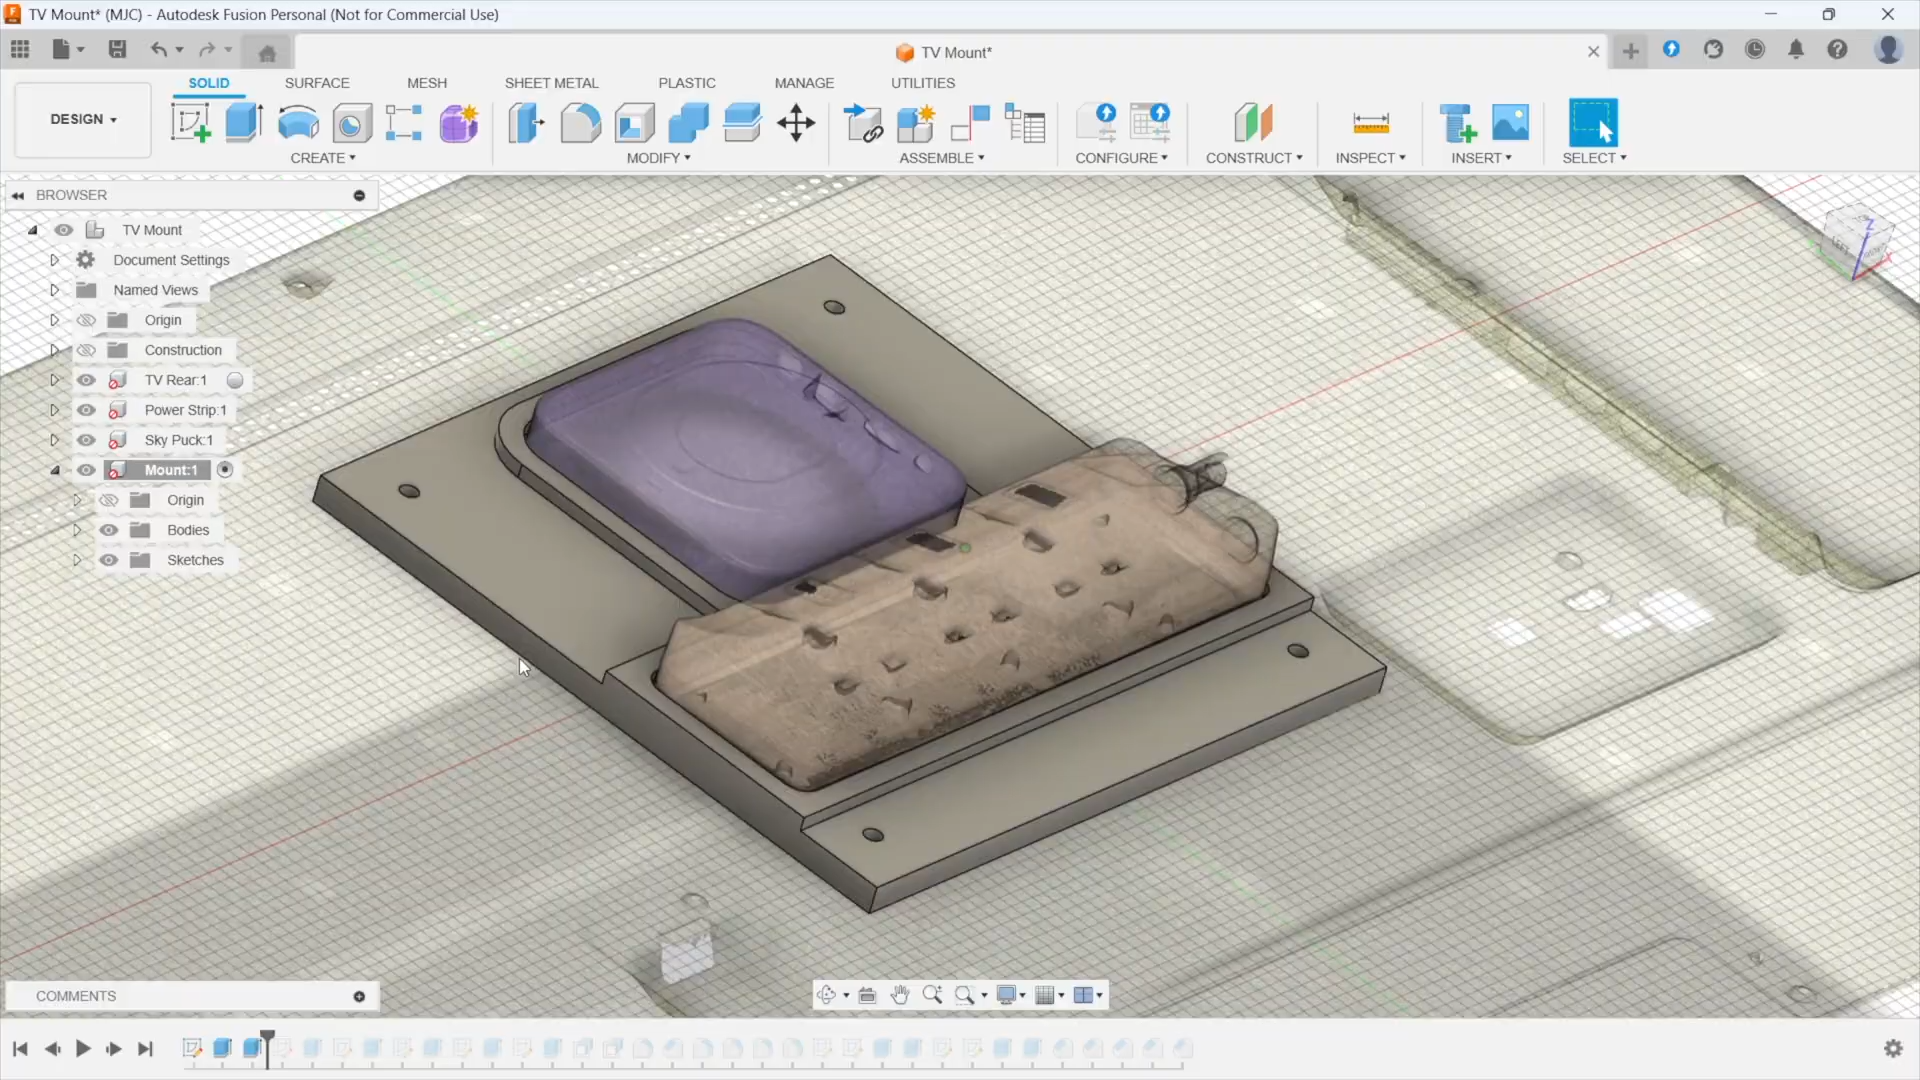 TV Mount* (MJC) - Autodesk Fusion Personal (Not for Commercial Use)
TV Mount*
SOLID SURFACE MESH SHEET METAL PLASTIC MANAGE UTILITIES
DESIGN
CREATE MODIFY ASSEMBLE CONFIGURE CONSTRUCT INSPECT INSERT SELECT
BROWSER
TV Mount
Document Settings
Named Views
Origin
Construction
TV Rear:1
Power Strip:1
Sky Puck:1
Mount:1
Origin
Bodies
Sketches
Z
LEFT
X
COMMENTS